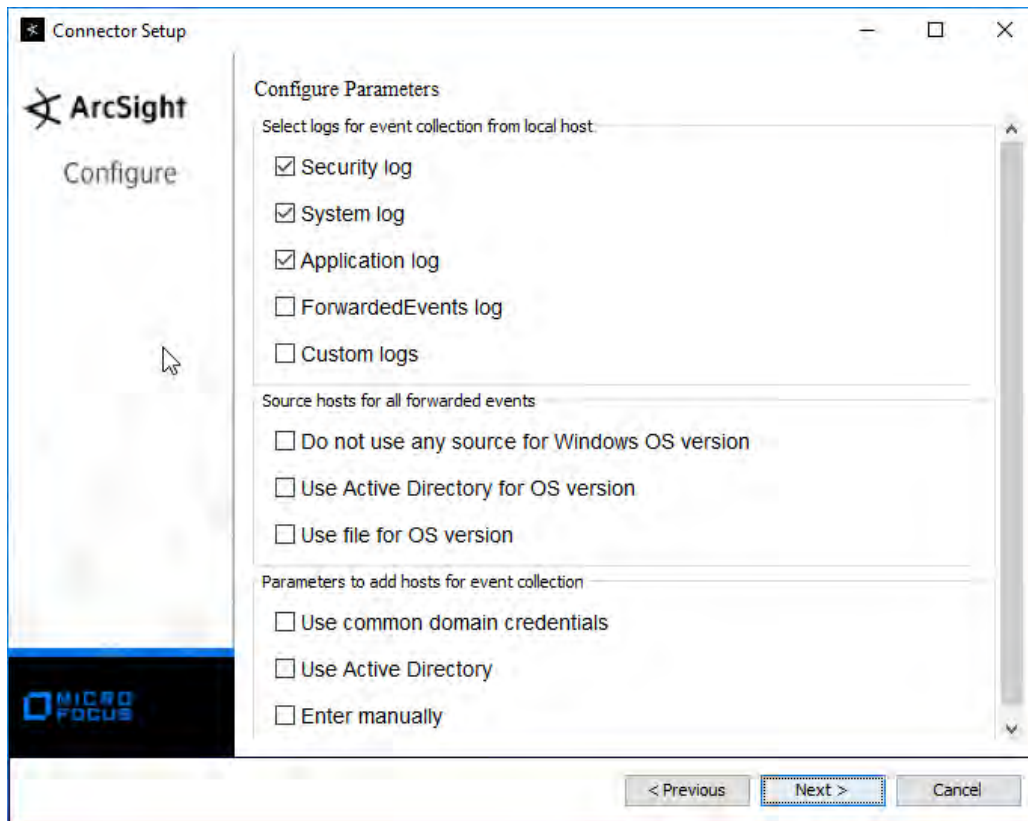 Connector Setup
ArcSight
Configure
Configure Parameters
Select logs for event collection from local host
Security log
System log
Application log
ForwardedEvents log
Custom logs
Source hosts for all forwarded events
Do not use any source for Windows OS version
Use Active Directory for OS version
Use file for OS version
Parameters to add hosts for event collection
Use common domain credentials
Use Active Directory
Enter manually
MICRO
FOCUS
< Previous
Next >
Cancel